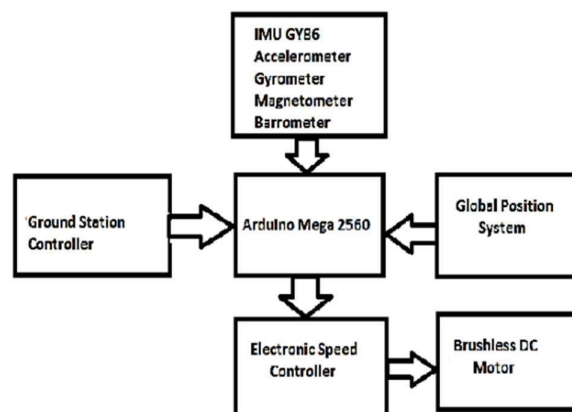 IMU GY86
Accelerometer
Gyrometer
Magnetometer
Barrometer
'Ground Station
Controller
Arduino Mega 2560
Global Position
System
Electronic Speed
Controller
Brushless DC
Motor